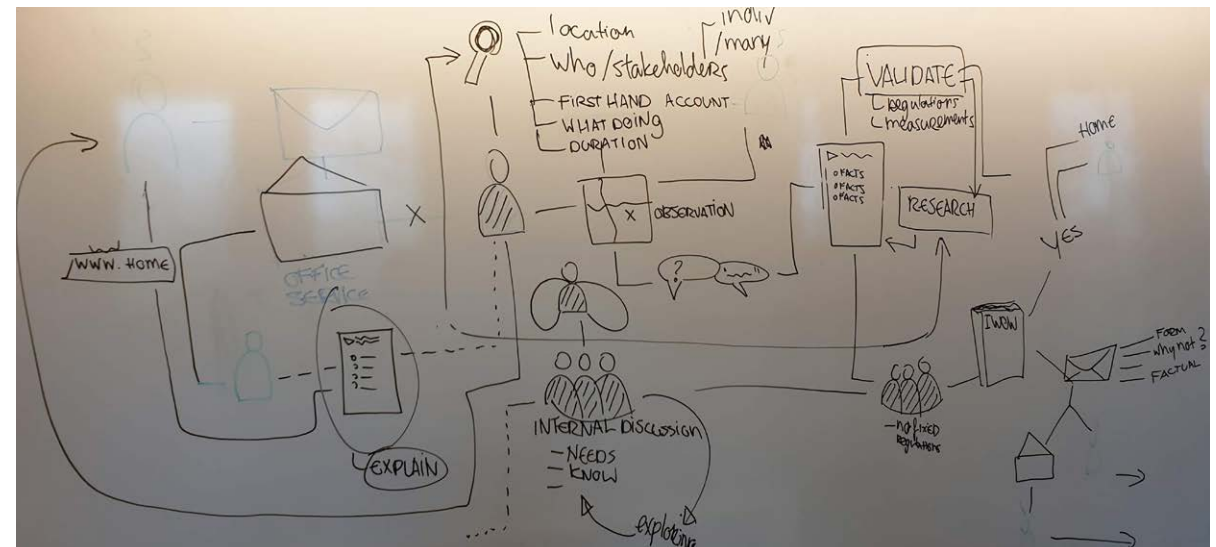 location
who/stakeholders
indiv
/many
FIRST HAND ACCOUNT
WHAT DOING
DURATION
X
X OBSERVATION
?
VALIDATE
regulations
measurements
FACTS
FACTS
FACTS
RESEARCH
HOME
YES
/WWW. HOME
OFFICE
SERVICE
EXPLAIN
INTERNAL DISCUSSION
- NEEDS
- KNOW
exploring
- no fixed
regulations
FORM
why not?
FACTUAL